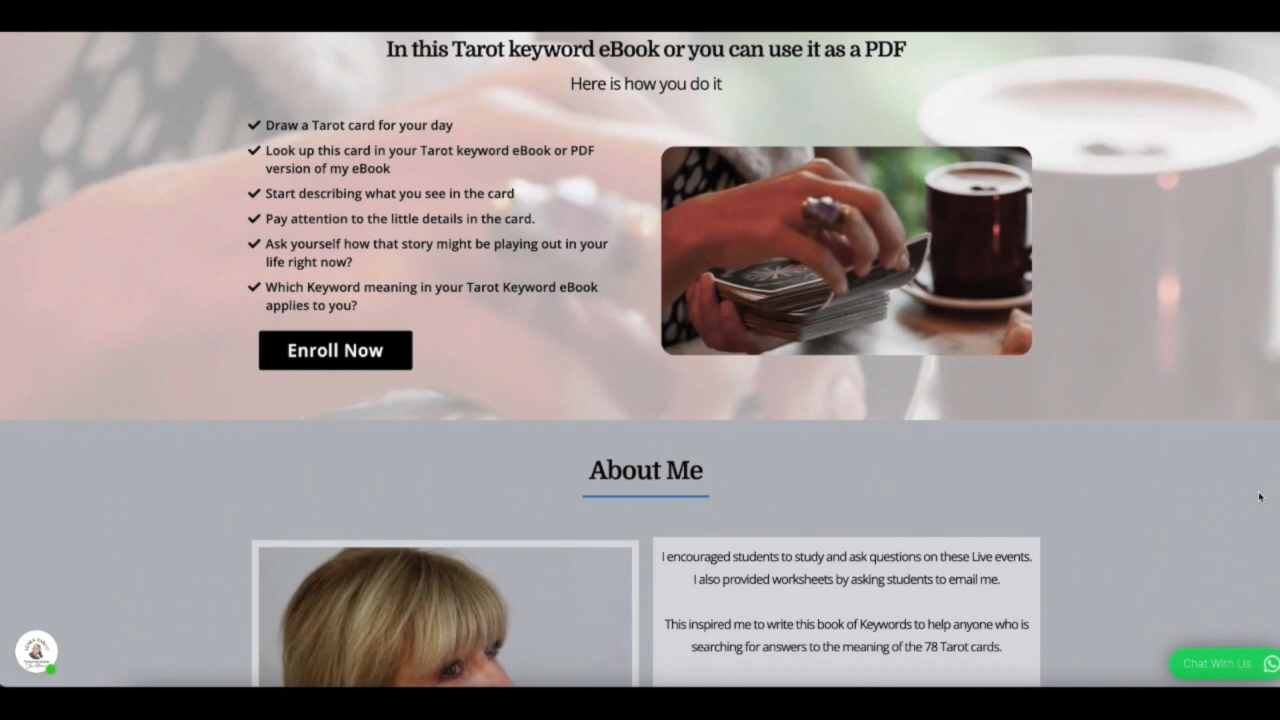 In this Tarot keyword eBook or you can use it as a PDF
Here is how you do it
Draw a Tarot card for your day
Look up this card in your Tarot keyword eBook or PDF
version of my eBook
Start describing what you see in the card
Pay attention to the little details in the card.
Ask yourself how that story might be playing out in your
life right now?
Which Keyword meaning in your Tarot Keyword eBook
applies to you?
Enroll Now
About Me
I encouraged students to study and ask questions on these Live events.
I also provided worksheets by asking students to email me.
This inspired me to write this book of Keywords to help anyone who is
searching for answers to the meaning of the 78 Tarot cards.
Chat With Us